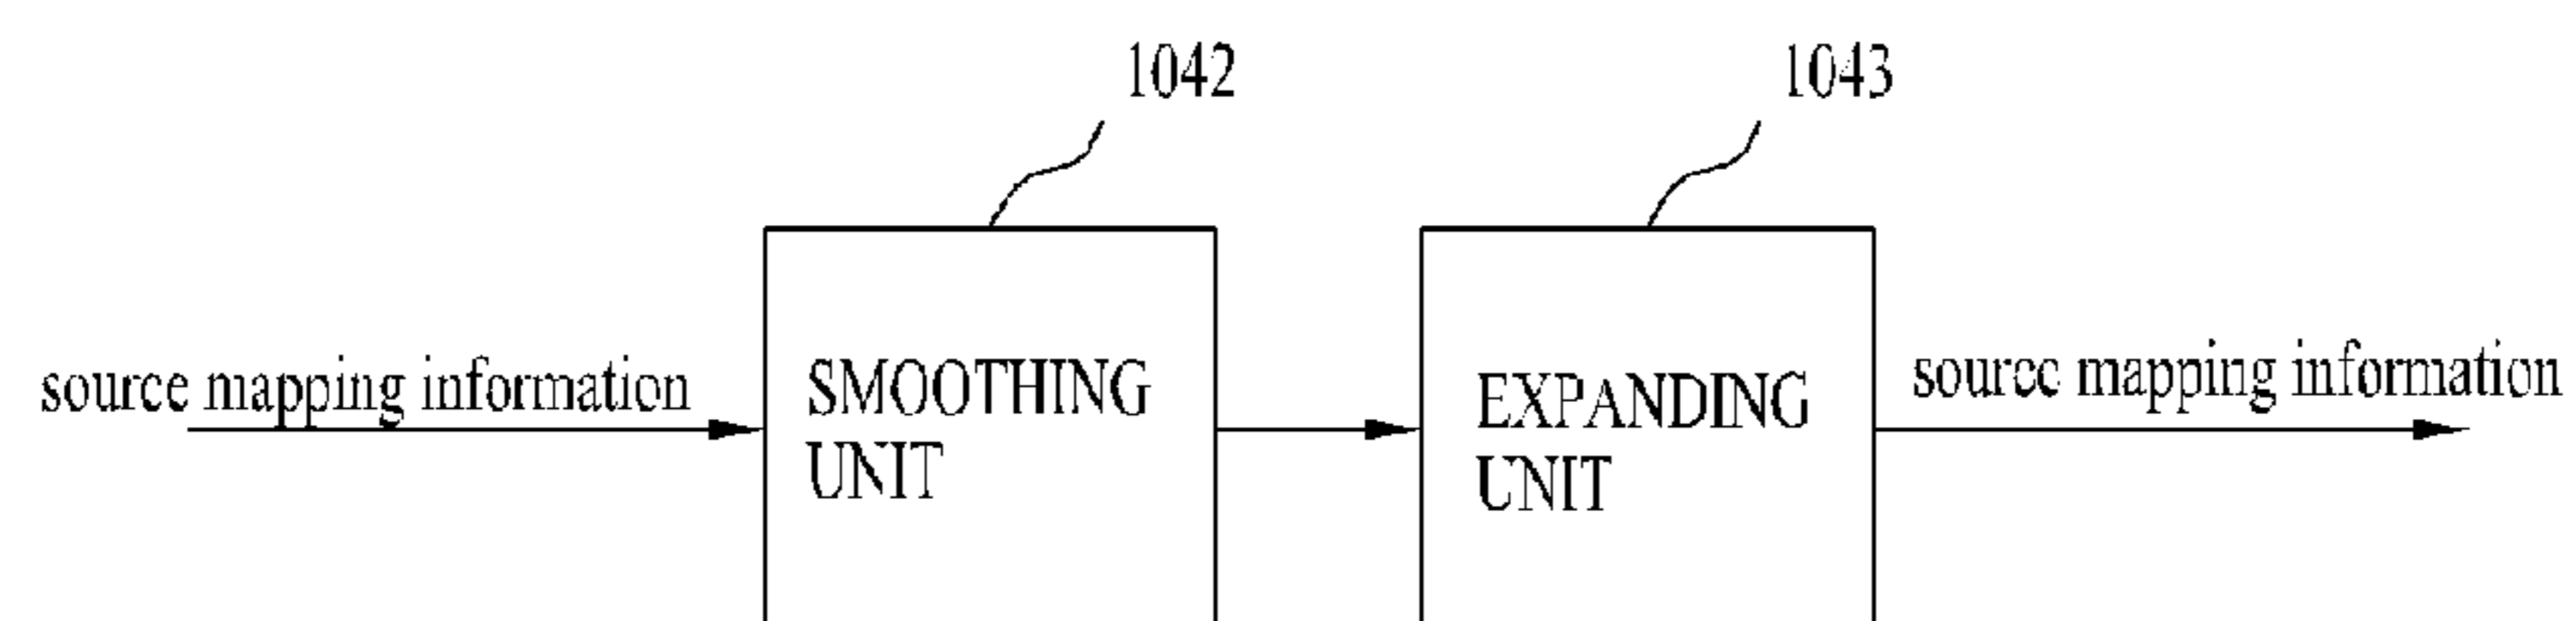 1042
1043
source mapping information
SMOOTHING
UNIT
EXPANDING
UNIT
source mapping information